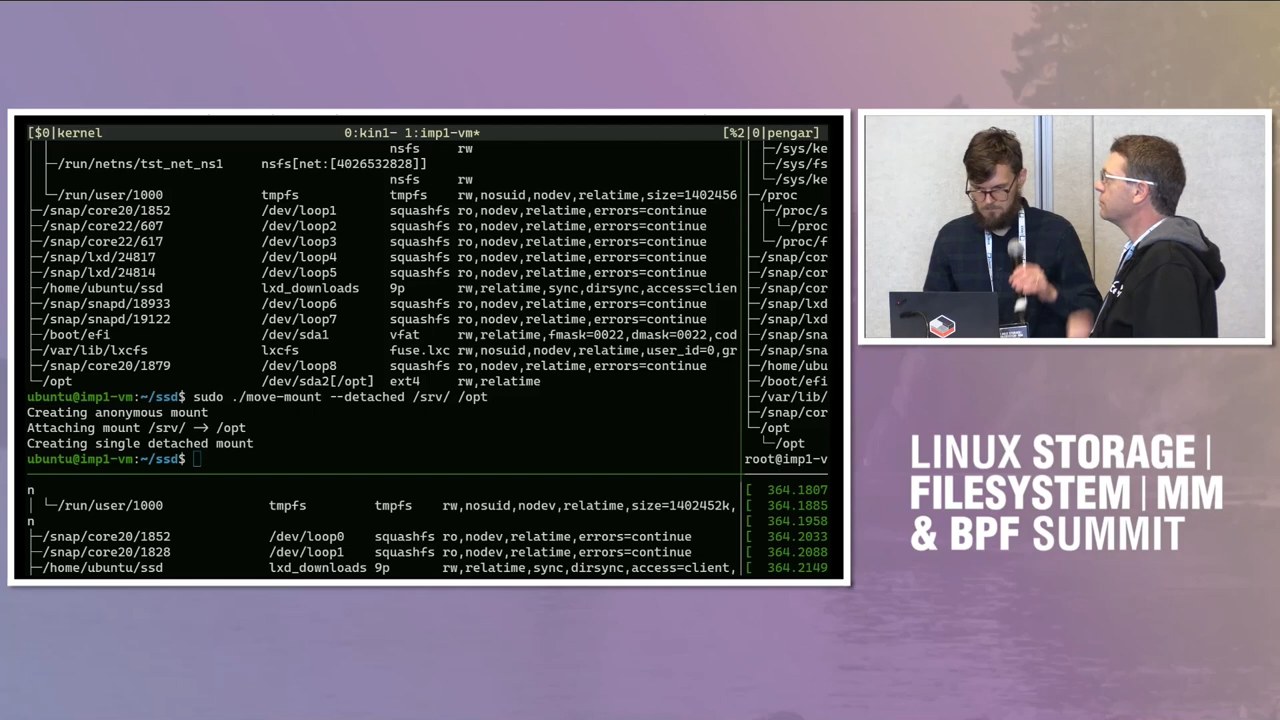 [$0|kernel 0:kin1- 1:imp1-vm* [%2|0|pengar]
nsfs rw
├─/run/netns/tst_net_ns1 nsfs[net:[4026532828]]
nsfs rw
└─/run/user/1000 tmpfs tmpfs rw,nosuid,nodev,relatime,size=1402456
├─/snap/core20/1852 /dev/loop1 squashfs ro,nodev,relatime,errors=continue
├─/snap/core22/607 /dev/loop2 squashfs ro,nodev,relatime,errors=continue
├─/snap/core22/617 /dev/loop3 squashfs ro,nodev,relatime,errors=continue
├─/snap/lxd/24817 /dev/loop4 squashfs ro,nodev,relatime,errors=continue
├─/snap/lxd/24814 /dev/loop5 squashfs ro,nodev,relatime,errors=continue
├─/home/ubuntu/ssd lxd_downloads 9p rw,relatime,sync,dirsync,access=clien
├─/snap/snapd/18933 /dev/loop6 squashfs ro,nodev,relatime,errors=continue
├─/snap/snapd/19122 /dev/loop7 squashfs ro,nodev,relatime,errors=continue
├─/boot/efi /dev/sda1 vfat rw,relatime,fmask=0022,dmask=0022,cod
├─/var/lib/lxcfs lxcfs fuse.lxc rw,nosuid,nodev,relatime,user_id=0,gr
├─/snap/core20/1879 /dev/loop8 squashfs ro,nodev,relatime,errors=continue
└─/opt /dev/sda2[/opt] ext4 rw,relatime
ubuntu@imp1-vm:~/ssd$ sudo ./move-mount --detached /srv/ /opt
Creating anonymous mount
Attaching mount /srv/ -> /opt
Creating single detached mount
ubuntu@imp1-vm:~/ssd$
├─/sys/ke
├─/sys/fs
└─/sys/ke
├─/proc
├─/proc/s
└─/proc
└─/proc/f
├─/snap/cor
├─/snap/cor
├─/snap/cor
├─/snap/lxd
├─/snap/lxd
├─/snap/sna
├─/snap/sna
├─/home/ubu
├─/boot/efi
├─/var/lib/
├─/snap/cor
└─/opt
└─/opt
root@imp1-v
n
│ └─/run/user/1000 tmpfs tmpfs rw,nosuid,nodev,relatime,size=1402452k,
n
├─/snap/core20/1852 /dev/loop0 squashfs ro,nodev,relatime,errors=continue
├─/snap/core20/1828 /dev/loop1 squashfs ro,nodev,relatime,errors=continue
├─/home/ubuntu/ssd lxd_downloads 9p rw,relatime,sync,dirsync,access=client,
[ 364.1807
[ 364.1885
[ 364.1958
[ 364.2033
[ 364.2088
[ 364.2149
LINUX STORAGE |
FILESYSTEM | MM
& BPF SUMMIT